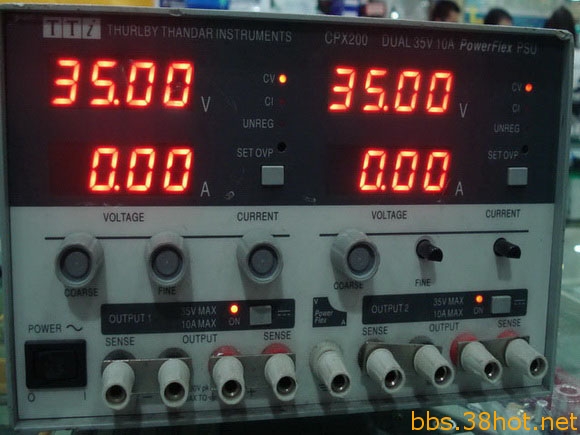 TTi THURLBY THANDAR INSTRUMENTS CPX200 DUAL 35V 10A PowerFlex PSU
35.00 V CV 35.00 V CV
CI CI
UNREG UNREG
0.00 A SET OVP 0.00 A SET OVP
VOLTAGE CURRENT VOLTAGE CURRENT
COARSE FINE COARSE FINE
OUTPUT 1 35V MAX 10A MAX ON OUTPUT 2 35V MAX 10A MAX ON
V Power Flex A
POWER
SENSE OUTPUT SENSE SENSE OUTPUT SENSE
bbs.38hot.net